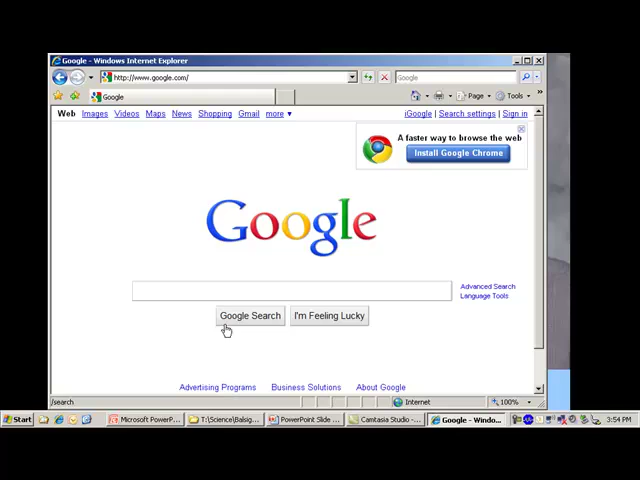 Google - Windows Internet Explorer
http://www.google.com/
Google
Google
Page
Tools
Web Images Videos Maps News Shopping Gmail more ▼
iGoogle | Search settings | Sign in
A faster way to browse the web
Install Google Chrome
Google
Advanced Search
Language Tools
Google Search
I'm Feeling Lucky
Advertising Programs Business Solutions About Google
/search
Internet
100%
Start
Microsoft PowerP...
T:\Science\Balsig...
PowerPoint Slide ...
Camtasia Studio - ...
Google - Windo...
3:54 PM